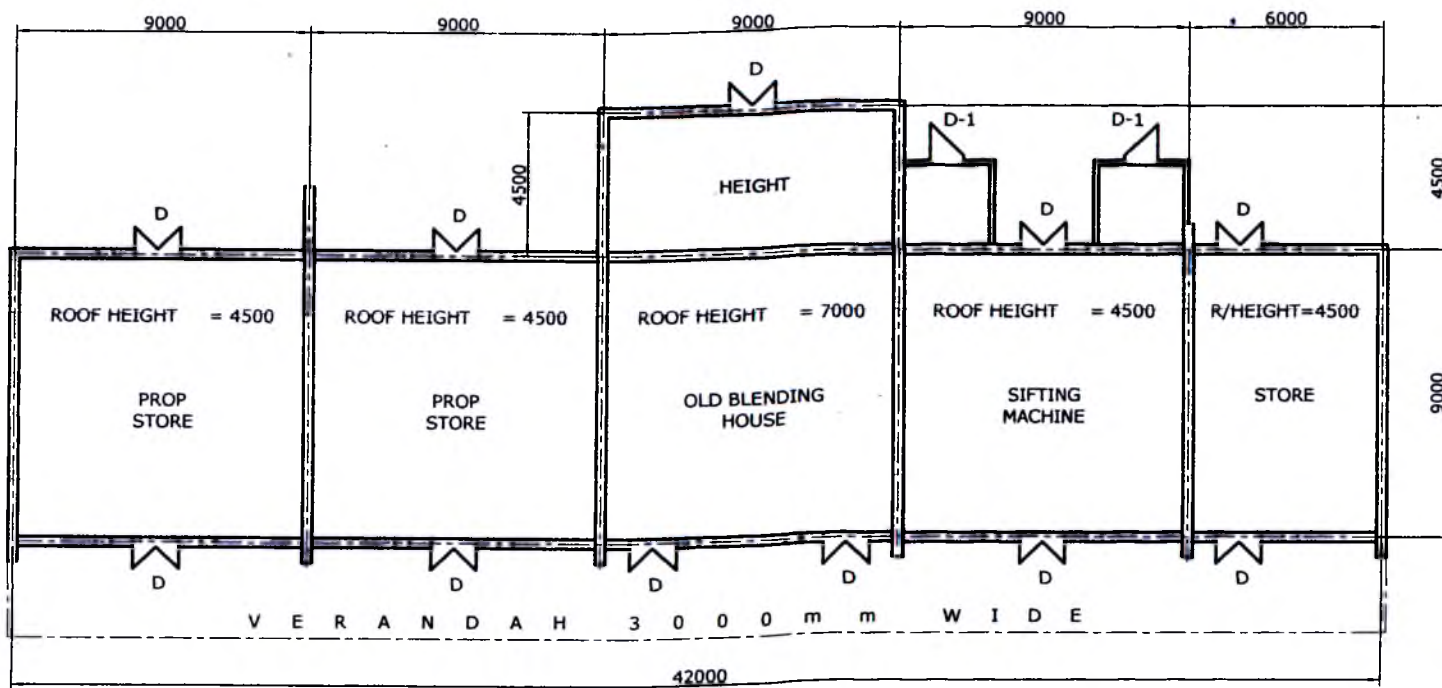 9000 9000 9000 9000 6000
D
D-1 D-1
4500 HEIGHT 4500
D D D D
ROOF HEIGHT = 4500 ROOF HEIGHT = 4500 ROOF HEIGHT = 7000 ROOF HEIGHT = 4500 R/HEIGHT=4500
PROP PROP OLD BLENDING SIFTING STORE 9000
STORE STORE HOUSE MACHINE
D D D D D D
VERANDAH 3000mm WIDE
42000